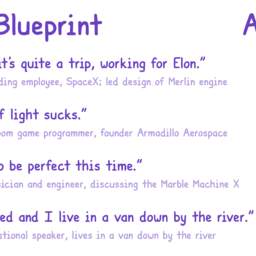 Blueprint A
t's quite a trip, working for Elon."
ding employee, SpaceX; led design of Merlin engine
f light sucks."
oom game programmer, founder Armadillo Aerospace
o be perfect this time."
sician and engineer, discussing the Marble Machine X
ed and I live in a van down by the river."
ational speaker, lives in a van down by the river